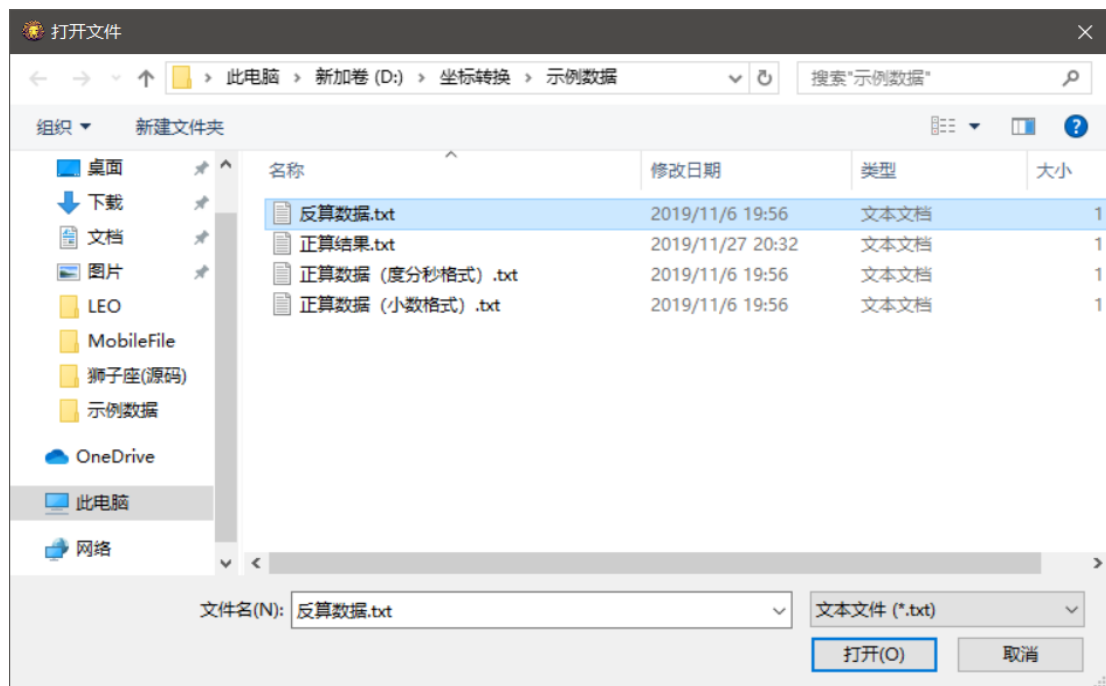 打开文件
此电脑 › 新加卷 (D:) › 坐标转换 › 示例数据 搜索"示例数据"
组织 新建文件夹
名称 修改日期 类型 大小
桌面
下载
文档
图片
LEO
MobileFile
狮子座(源码)
示例数据
OneDrive
此电脑
网络
反算数据.txt 2019/11/6 19:56 文本文档 1
正算结果.txt 2019/11/27 20:32 文本文档 1
正算数据（度分秒格式）.txt 2019/11/6 19:56 文本文档 1
正算数据（小数格式）.txt 2019/11/6 19:56 文本文档 1
文件名(N): 反算数据.txt 文本文件 (*.txt)
打开(O) 取消